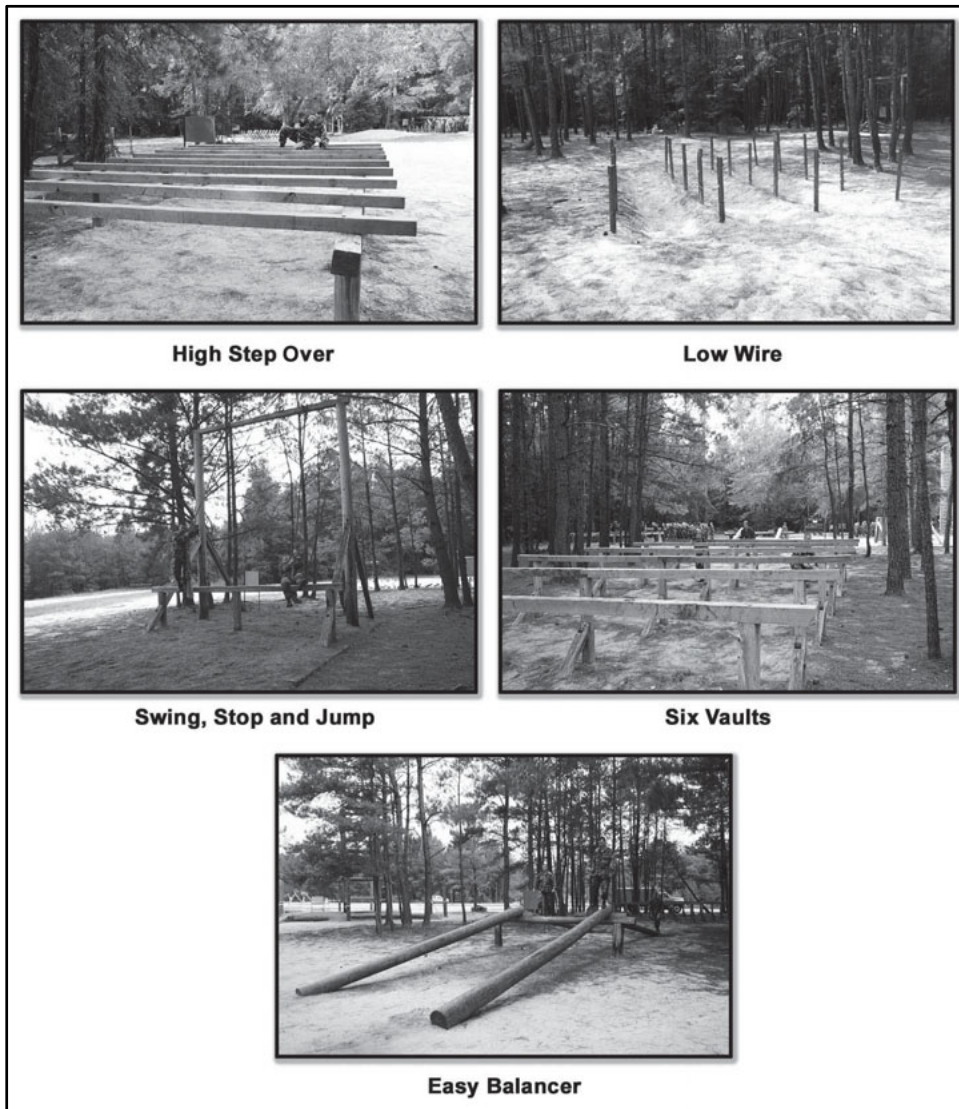 High Step Over
Low Wire
Swing, Stop and Jump
Six Vaults
Easy Balancer